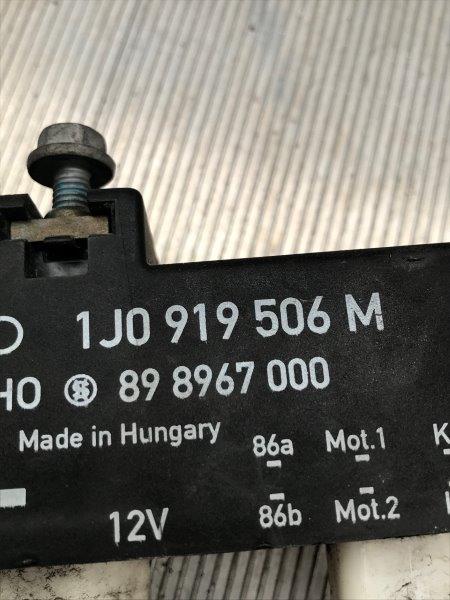 1J0 919 506 M
HO 89 8967 000
Made in Hungary
86a Mot.1 K
12V 86b Mot.2